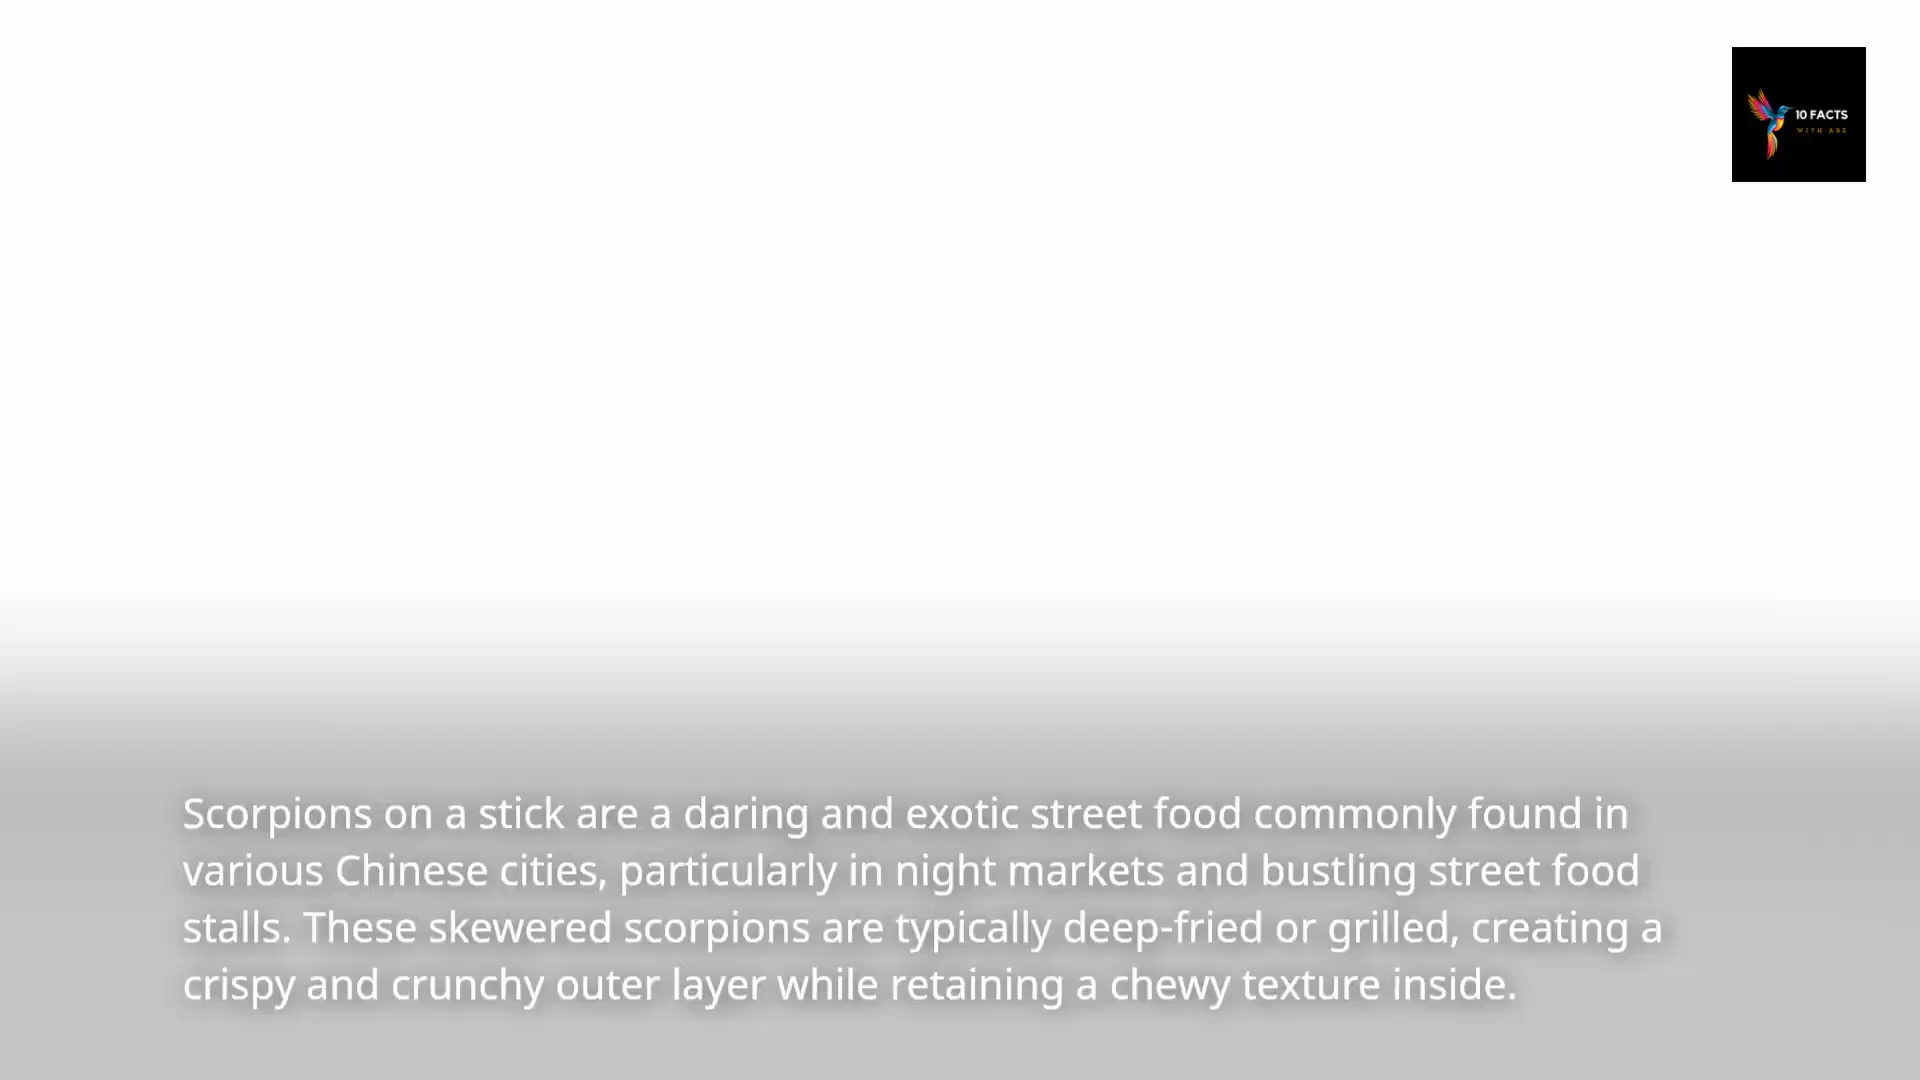 10 FACTS
WITH ABE
Scorpions on a stick are a daring and exotic street food commonly found in
various Chinese cities, particularly in night markets and bustling street food
stalls. These skewered scorpions are typically deep-fried or grilled, creating a
crispy and crunchy outer layer while retaining a chewy texture inside.